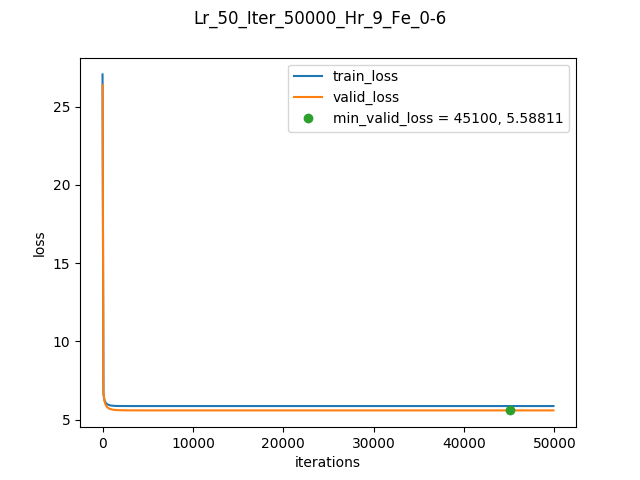 Lr_50_Iter_50000_Hr_9_Fe_0-6
train_loss
valid_loss
min_valid_loss = 45100, 5.58811
25
20
15
10
5
loss
0
10000
20000
30000
40000
50000
iterations